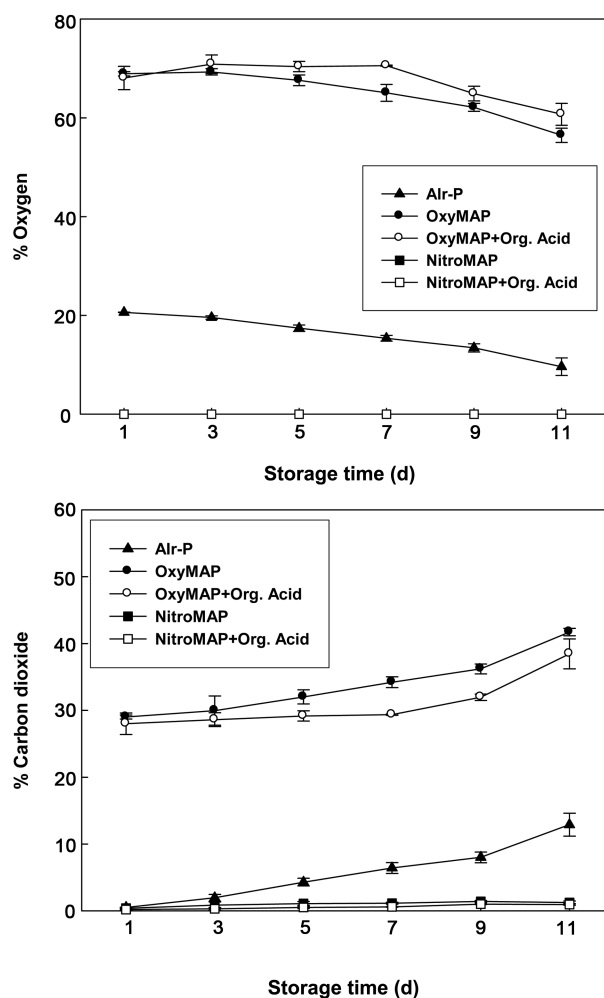 80
60
40
20
0
% Oxygen
AIr-P
OxyMAP
OxyMAP+Org. Acid
NitroMAP
NitroMAP+Org. Acid
1 3 5 7 9 11
Storage time (d)
60
50
40
30
20
10
0
% Carbon dioxide
AIr-P
OxyMAP
OxyMAP+Org. Acid
NitroMAP
NitroMAP+Org. Acid
1 3 5 7 9 11
Storage time (d)